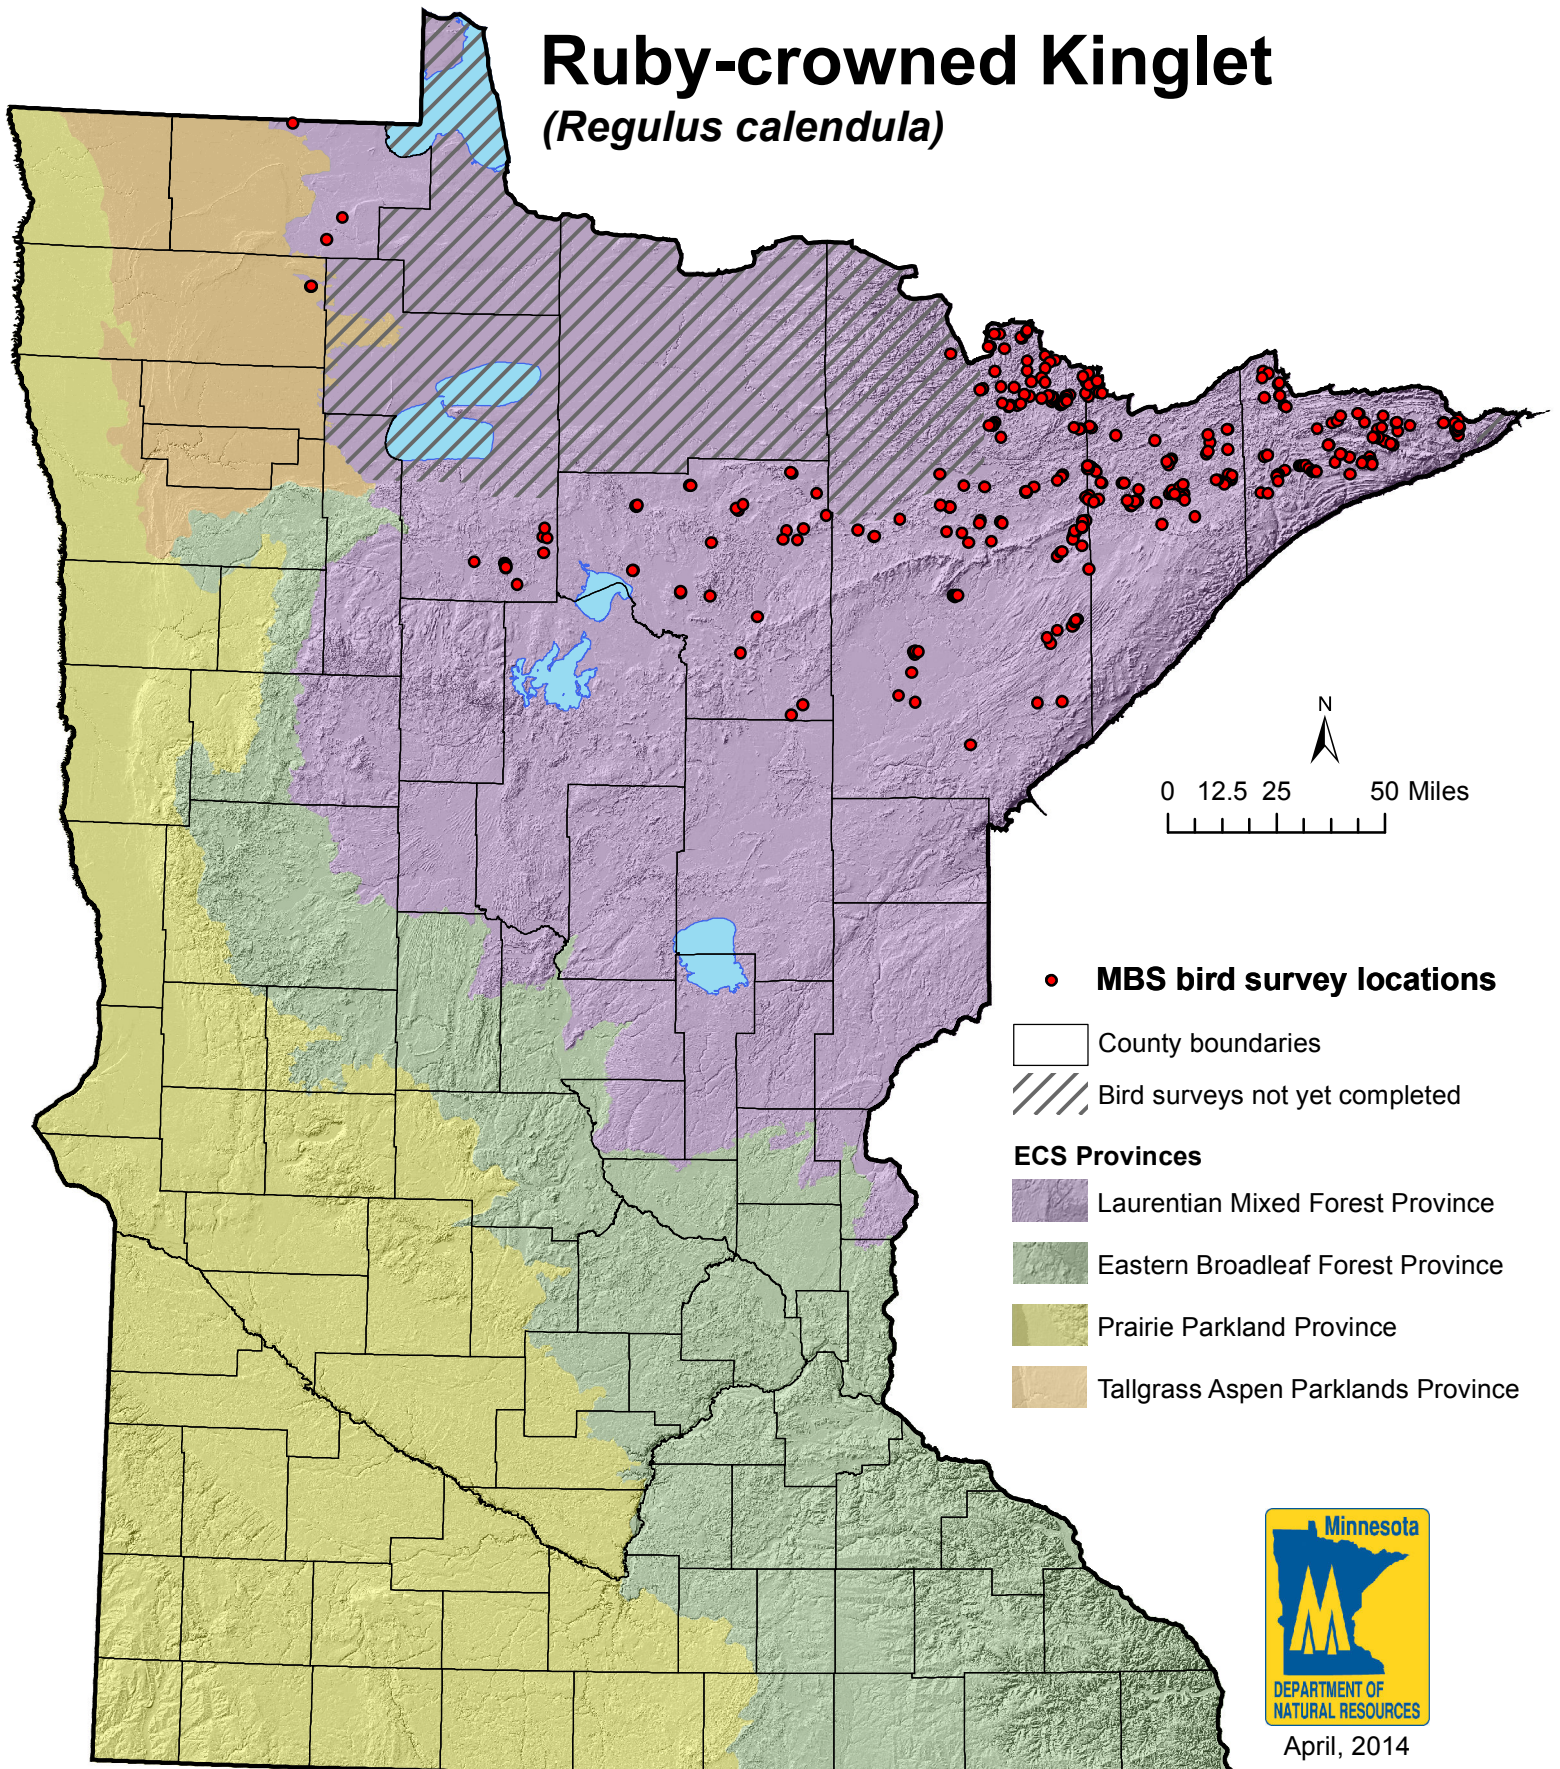 Ruby-crowned Kinglet
(Regulus calendula)
N
0 12.5 25 50 Miles
MBS bird survey locations
County boundaries
Bird surveys not yet completed
ECS Provinces
Laurentian Mixed Forest Province
Eastern Broadleaf Forest Province
Prairie Parkland Province
Tallgrass Aspen Parklands Province
Minnesota
DEPARTMENT OF
NATURAL RESOURCES
April, 2014